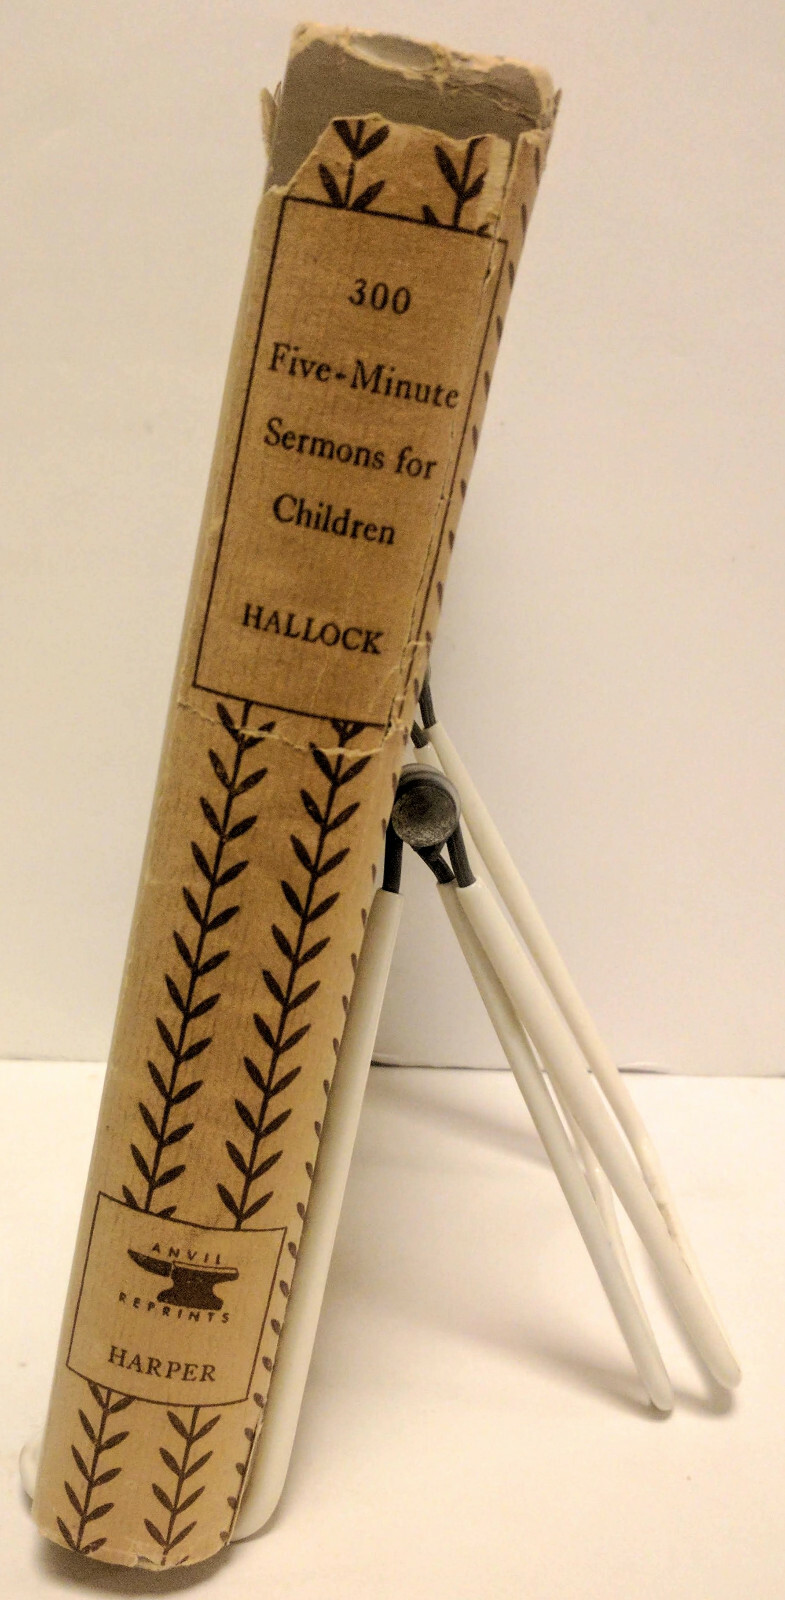 300
Five-Minute
Sermons for
Children
HALLOCK
ANVIL
REPRINTS
HARPER